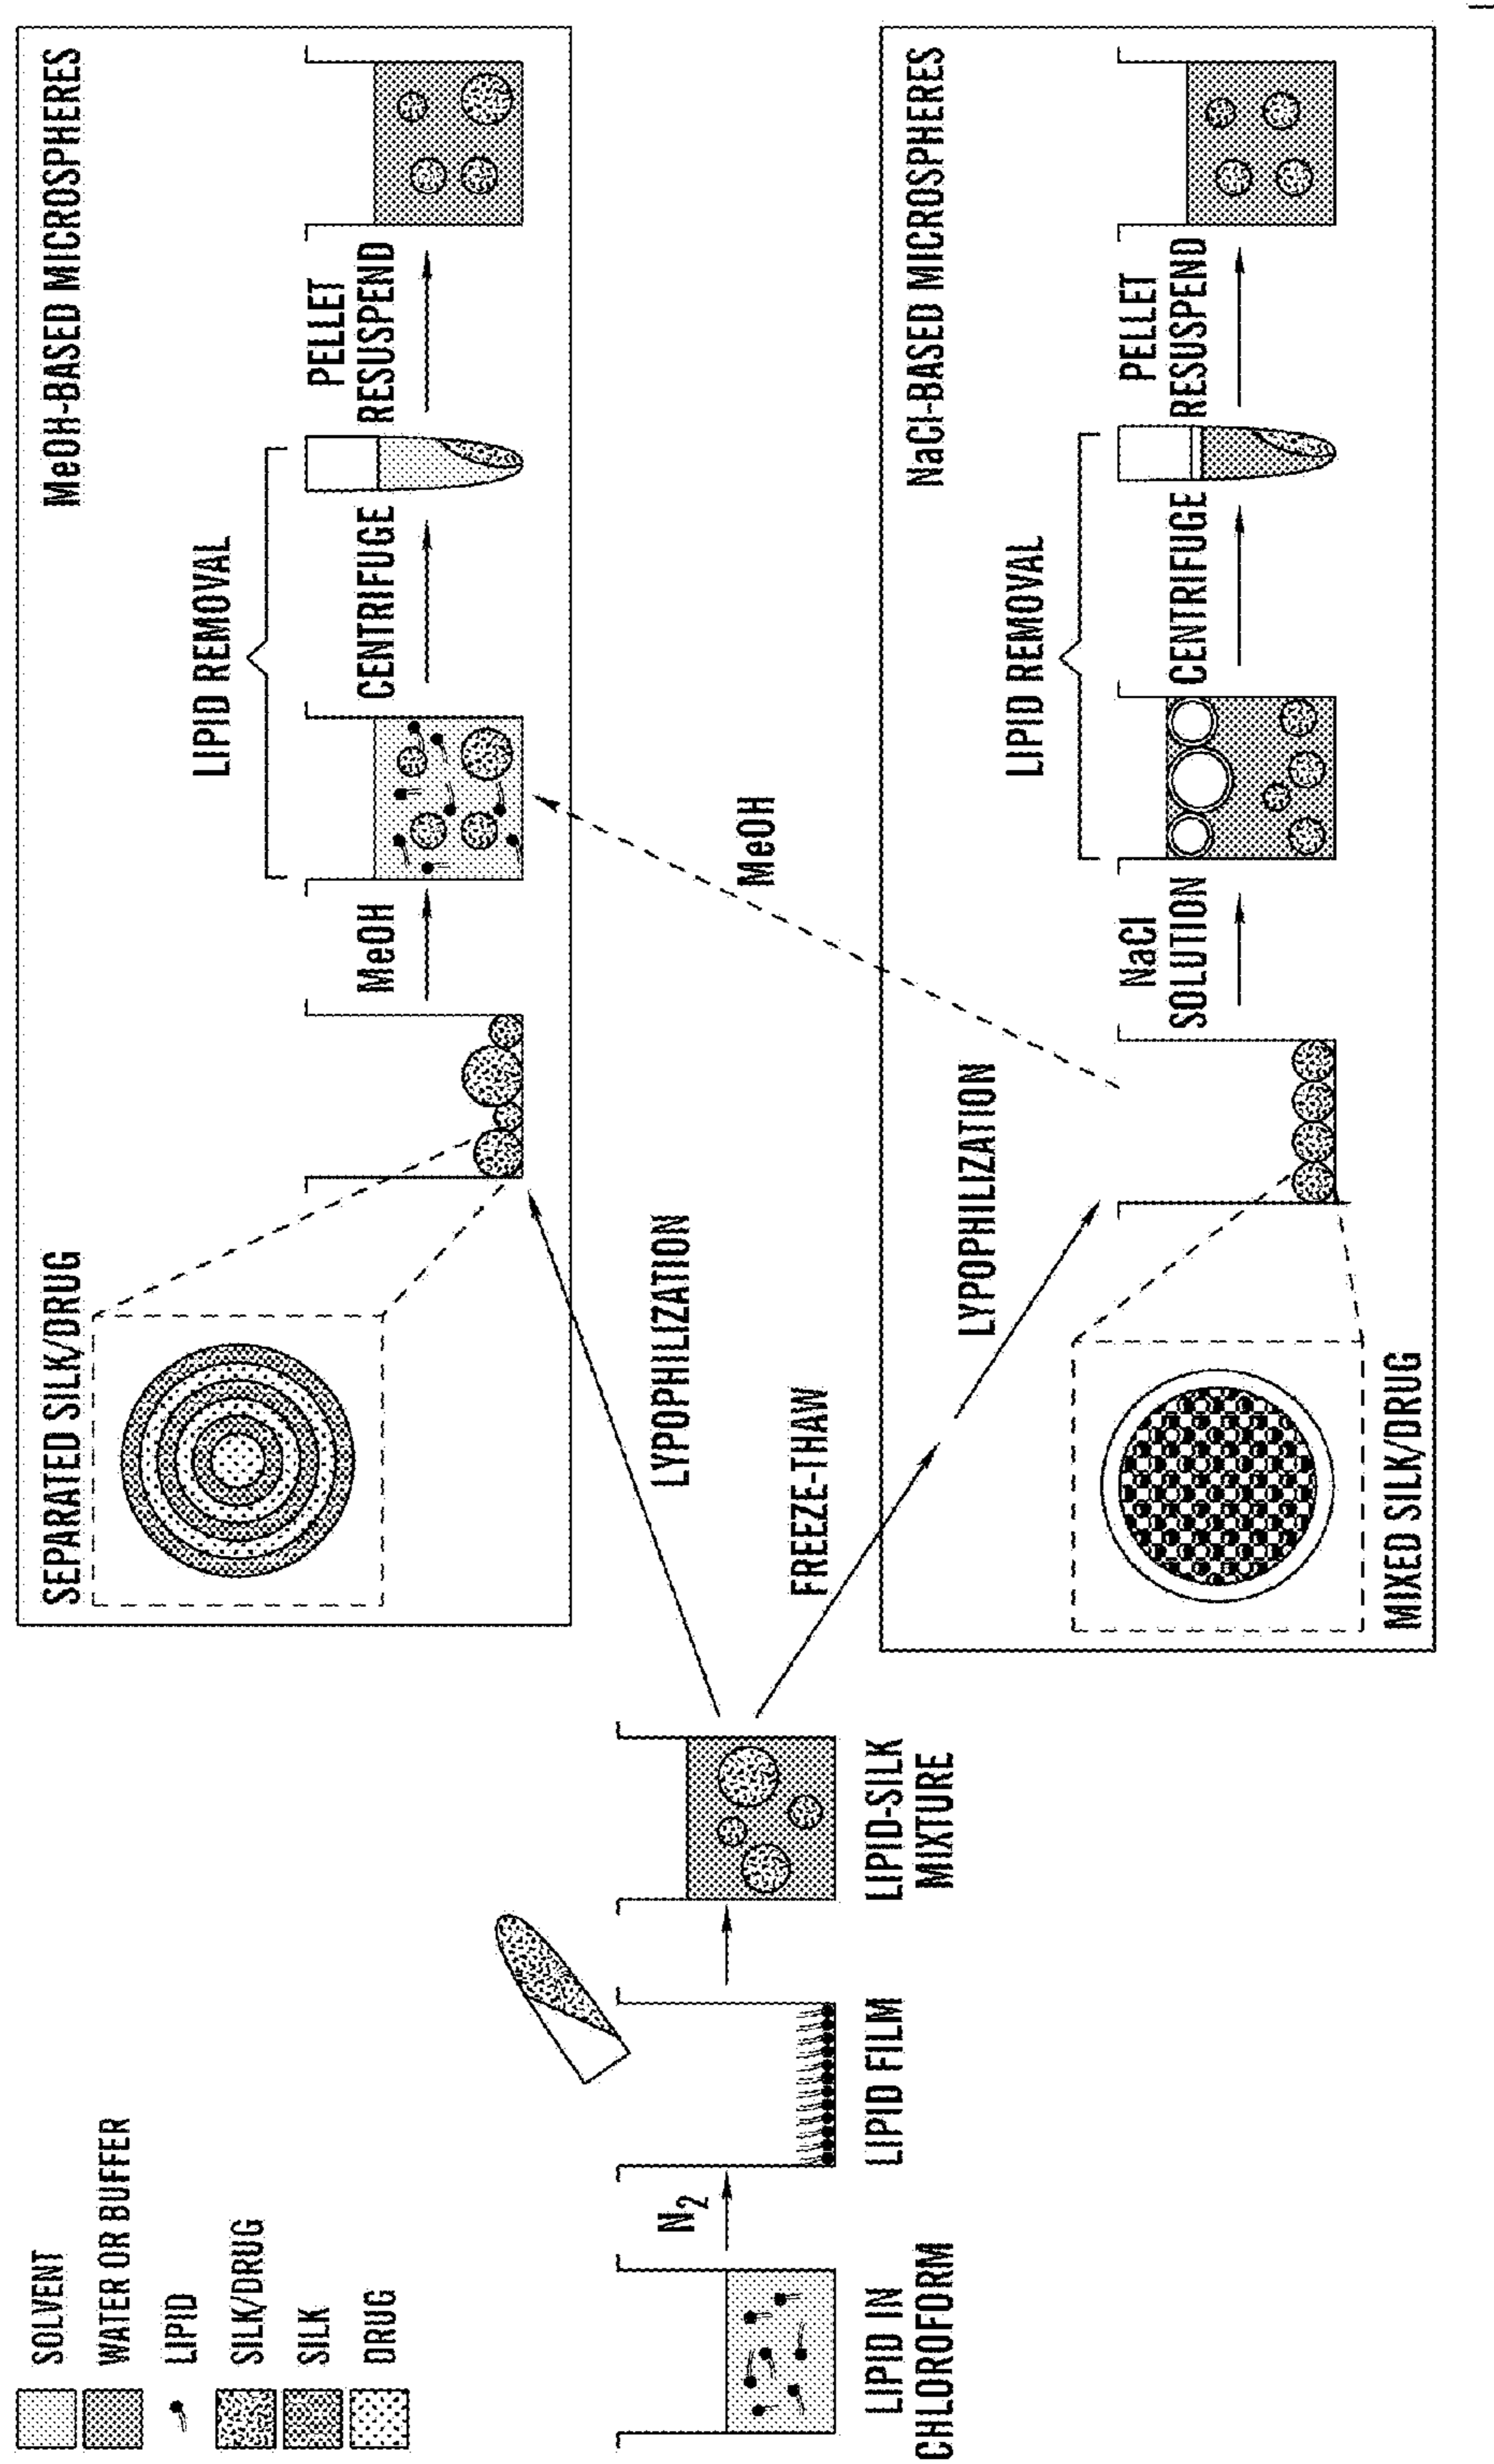 SOLVENT
WATER OR BUFFER
LIPID
SILK/DRUG
SILK
DRUG
LIPID IN
CHLOROFORM
N2
LIPID FILM
LIPID-SILK
MIXTURE
LYPOPHILIZATION
FREEZE-THAW
LYPOPHILIZATION
SEPARATED SILK/DRUG
MeOH-BASED MICROSPHERES
MeOH
LIPID REMOVAL
CENTRIFUGE
PELLET
RESUSPEND
MeOH
NaCl-BASED MICROSPHERES
MIXED SILK/DRUG
NaCl
SOLUTION
LIPID REMOVAL
CENTRIFUGE
PELLET
RESUSPEND